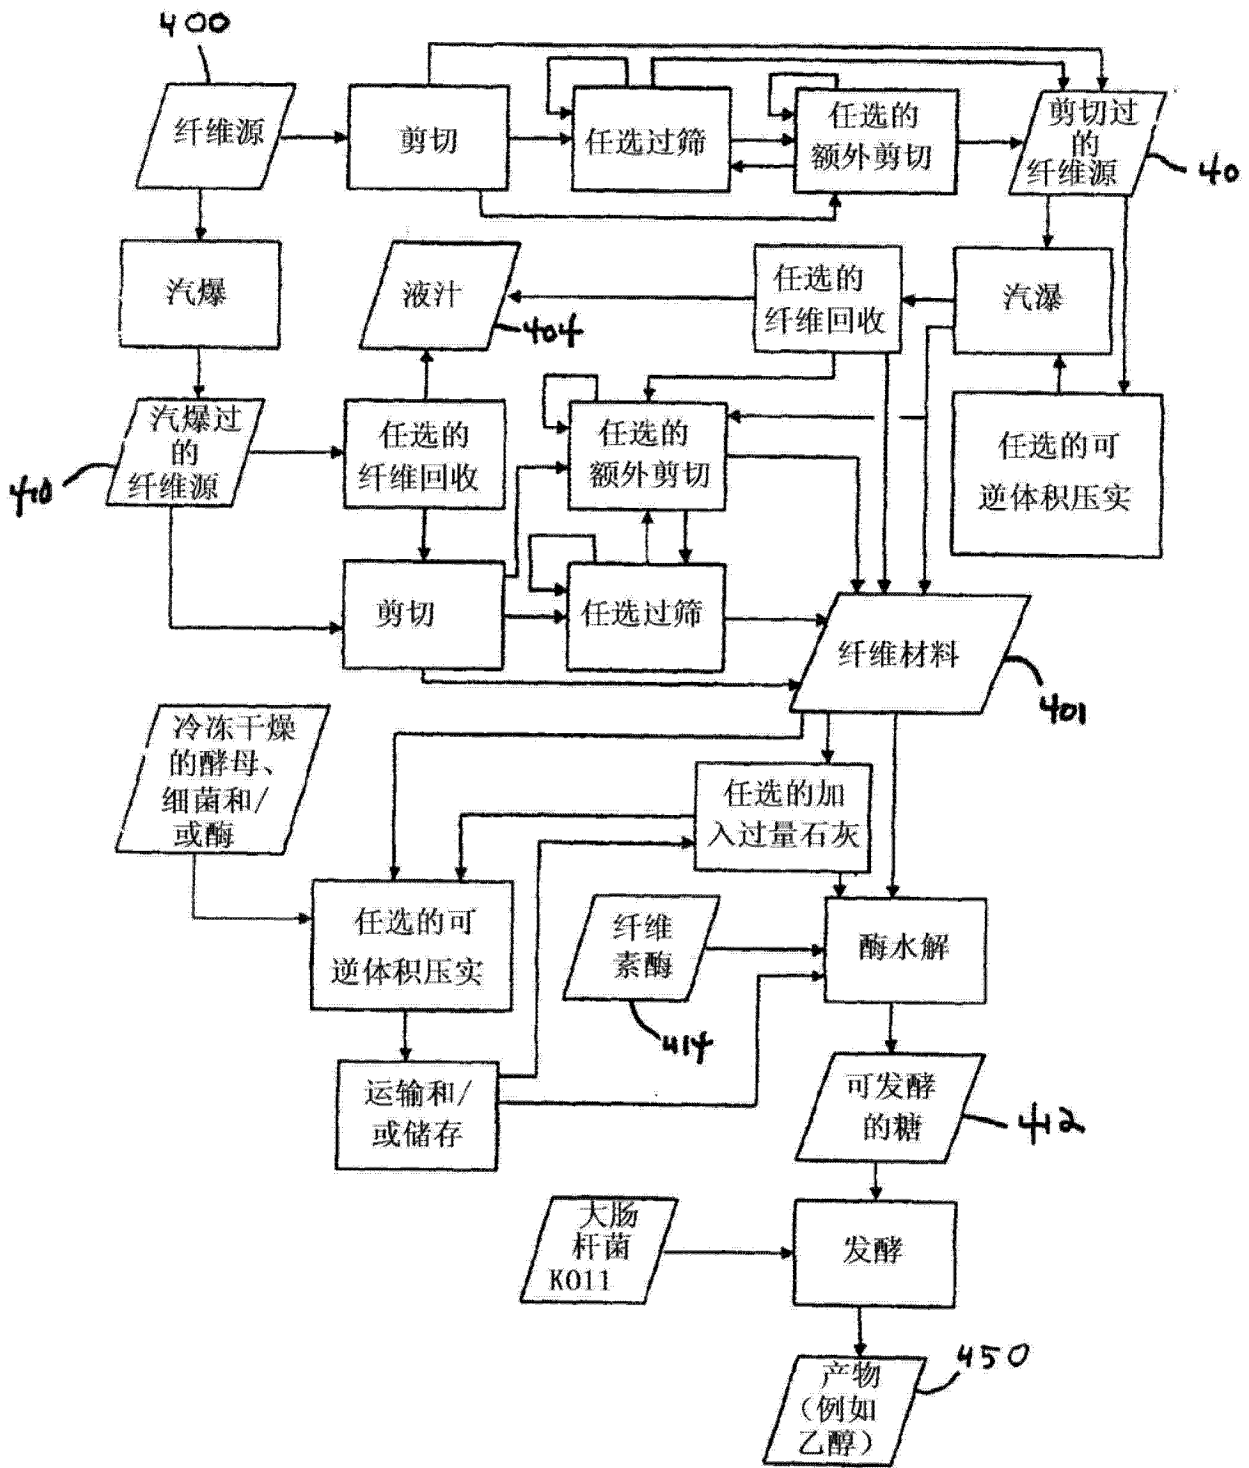 400
纤维源
剪切
任选过筛
任选的
额外剪切
剪切过
的
纤维源
40
汽爆
液汁
404
任选的
纤维回收
汽瀑
汽爆过
的
纤维源
410
任选的
纤维回收
任选的
额外剪切
任选的可
逆体积压实
剪切
任选过筛
纤维材料
401
冷冻干燥
的酵母、
细菌和/
或酶
任选的加
入过量石灰
任选的可
逆体积压实
纤维
素酶
414
酶水解
运输和/
或储存
可发酵
的糖
412
大肠
杆菌
KO11
发酵
产物
(例如
乙醇)
450